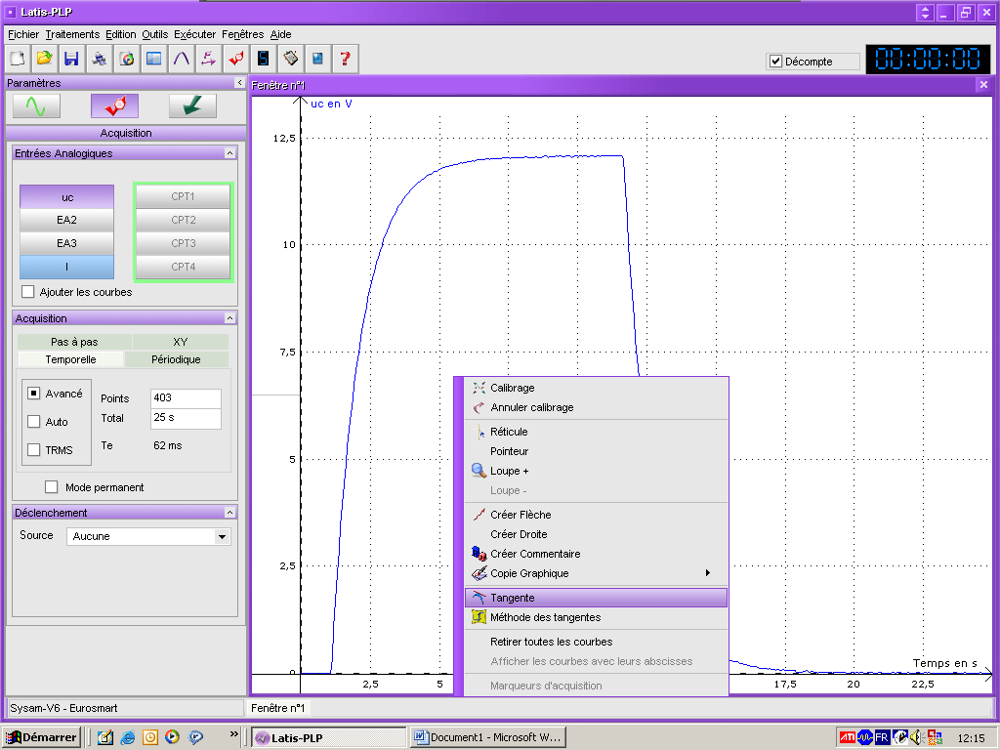 Latis-PLP
Fichier Traitements Edition Outils Exécuter Fenêtres Aide
Décompte
00:00:00
Paramètres
Fenêtre n°1
Acquisition
Entrées Analogiques
uc
CPT1
EA2
CPT2
EA3
CPT3
I
CPT4
Ajouter les courbes
Acquisition
Pas à pas
XY
Temporelle
Périodique
Avancé
Points
403
Auto
Total
25 s
TRMS
Te
62 ms
Mode permanent
Déclenchement
Source
Aucune
uc en V
12,5
10
7,5
5
2,5
0
2,5
5
17,5
20
22,5
Temps en s
Calibrage
Annuler calibrage
Réticule
Pointeur
Loupe +
Loupe -
Créer Flèche
Créer Droite
Créer Commentaire
Copie Graphique
Tangente
Méthode des tangentes
Retirer toutes les courbes
Afficher les courbes avec leurs abscisses
Marqueurs d'acquisition
Sysam-V6 - Eurosmart
Fenêtre n°1
Démarrer
»
Latis-PLP
Document1 - Microsoft W...
ATI
FR
12:15